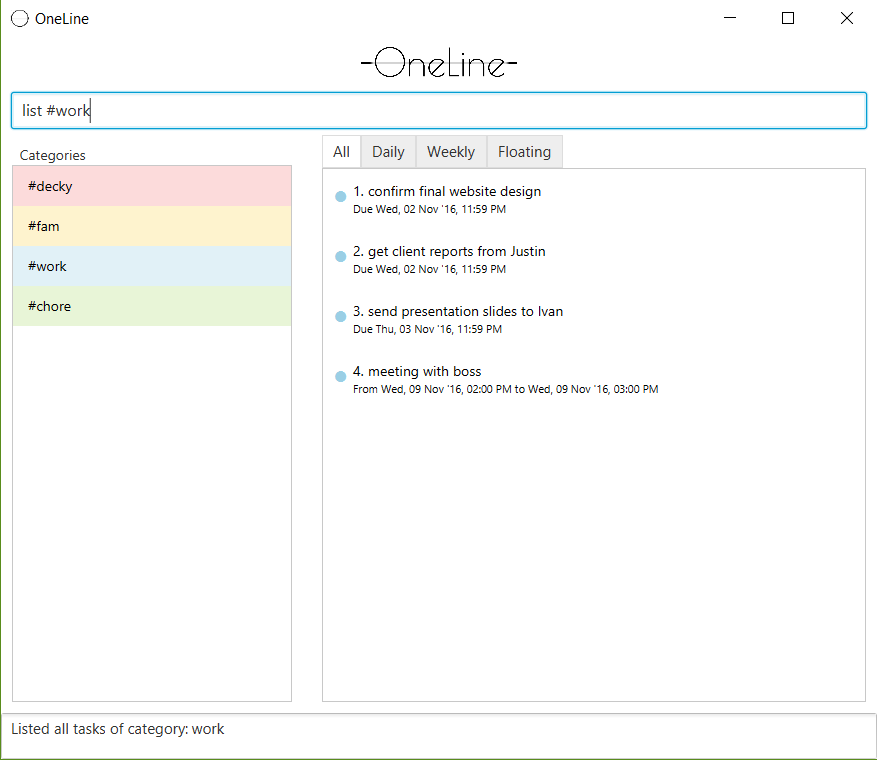 OneLine
-OneLine-
list #work
Categories
#decky
#fam
#work
#chore
All Daily Weekly Floating
1. confirm final website design
Due Wed, 02 Nov '16, 11:59 PM
2. get client reports from Justin
Due Wed, 02 Nov '16, 11:59 PM
3. send presentation slides to Ivan
Due Thu, 03 Nov '16, 11:59 PM
4. meeting with boss
From Wed, 09 Nov '16, 02:00 PM to Wed, 09 Nov '16, 03:00 PM
Listed all tasks of category: work